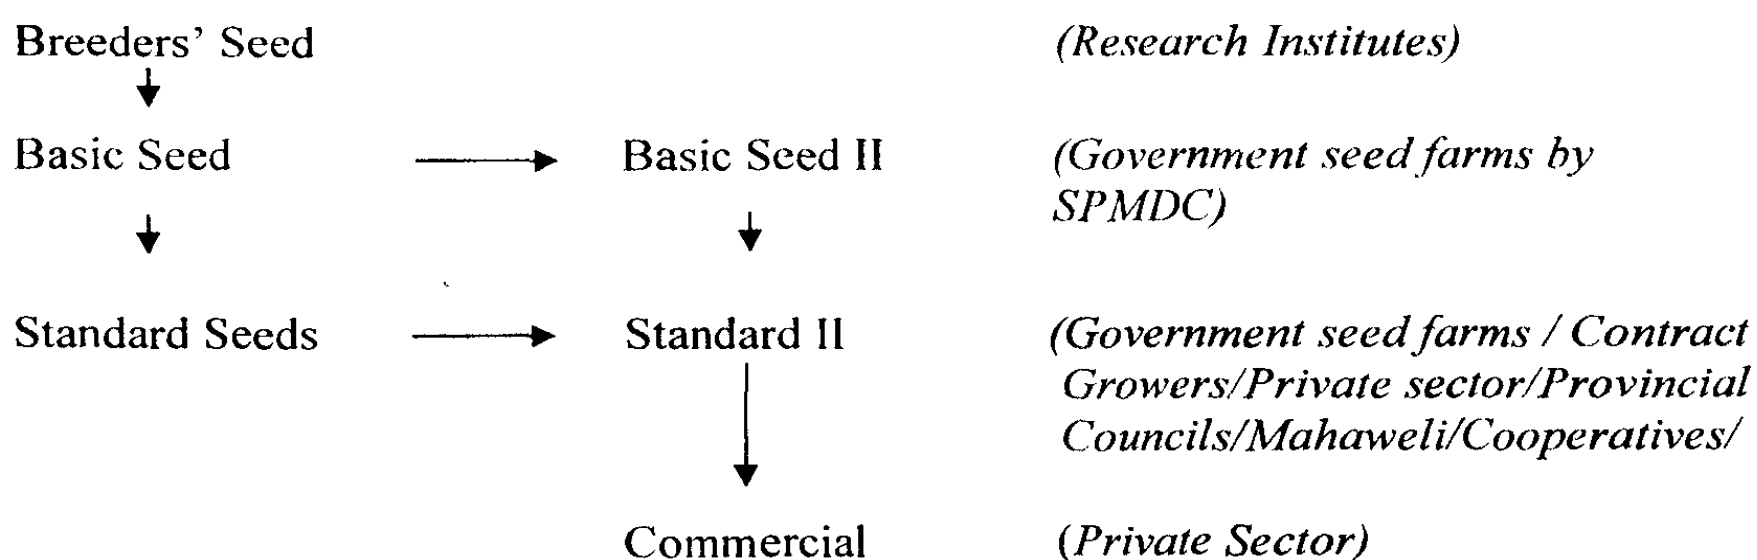 Breeders' Seed (Research Institutes)
Basic Seed Basic Seed II (Government seed farms by
SPMDC)
Standard Seeds Standard II (Government seed farms / Contract
Growers/Private sector/Provincial
Councils/Mahaweli/Cooperatives/
Commercial (Private Sector)